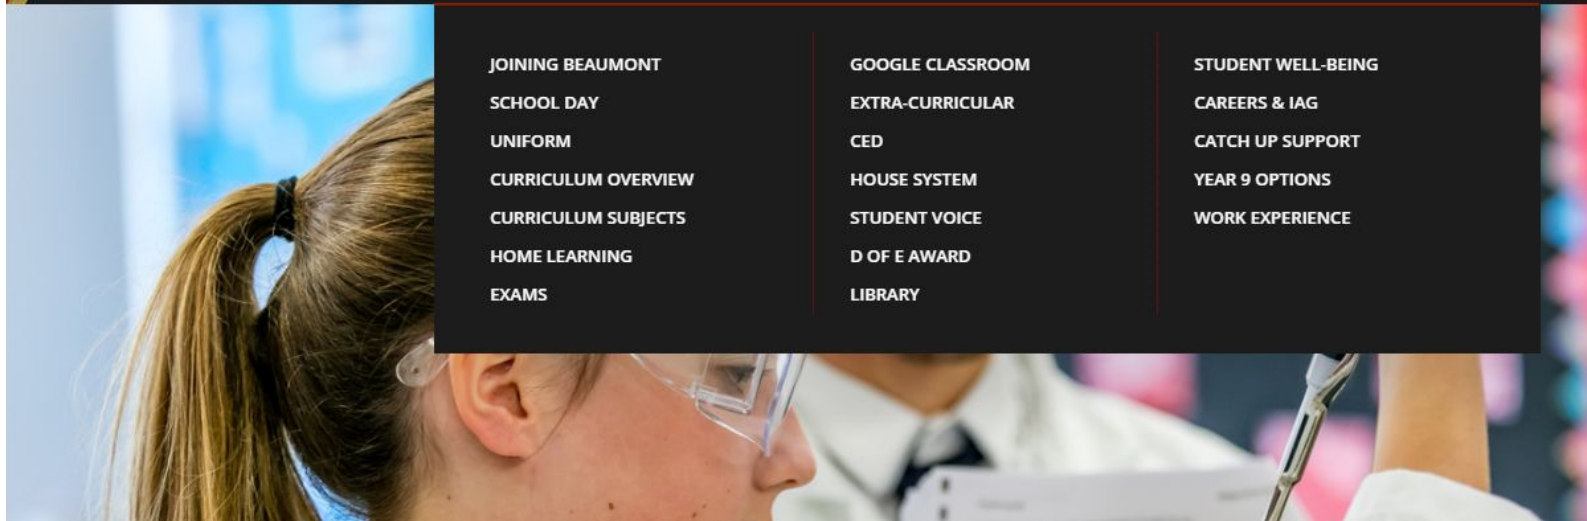 JOINING BEAUMONT
SCHOOL DAY
UNIFORM
CURRICULUM OVERVIEW
CURRICULUM SUBJECTS
HOME LEARNING
EXAMS
GOOGLE CLASSROOM
EXTRA-CURRICULAR
CED
HOUSE SYSTEM
STUDENT VOICE
D OF E AWARD
LIBRARY
STUDENT WELL-BEING
CAREERS & IAG
CATCH UP SUPPORT
YEAR 9 OPTIONS
WORK EXPERIENCE